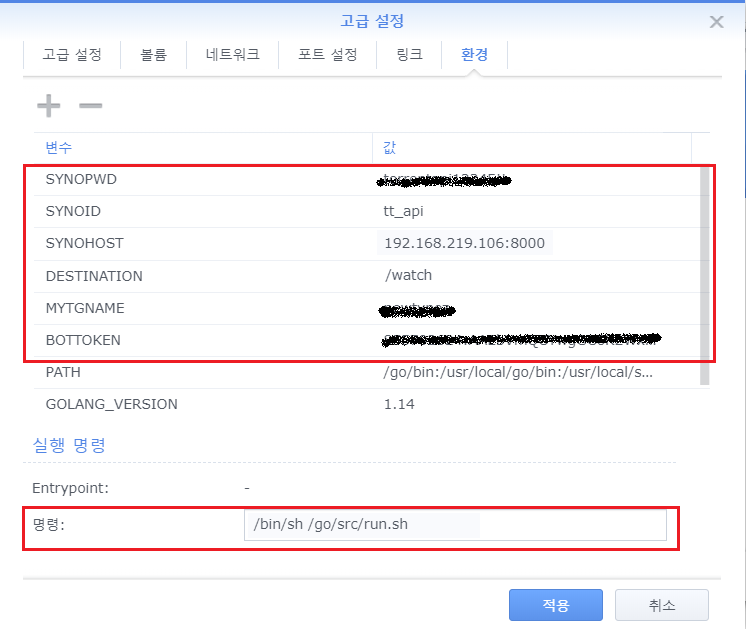 고급 설정
고급 설정 볼륨 네트워크 포트 설정 링크 환경
변수 값
SYNOPWD
SYNOID tt_api
SYNOHOST 192.168.219.106:8000
DESTINATION /watch
MYTGNAME
BOTTOKEN
PATH /go/bin:/usr/local/go/bin:/usr/local/s...
GOLANG_VERSION 1.14
실행 명령
Entrypoint: -
명령: /bin/sh /go/src/run.sh
적용 취소